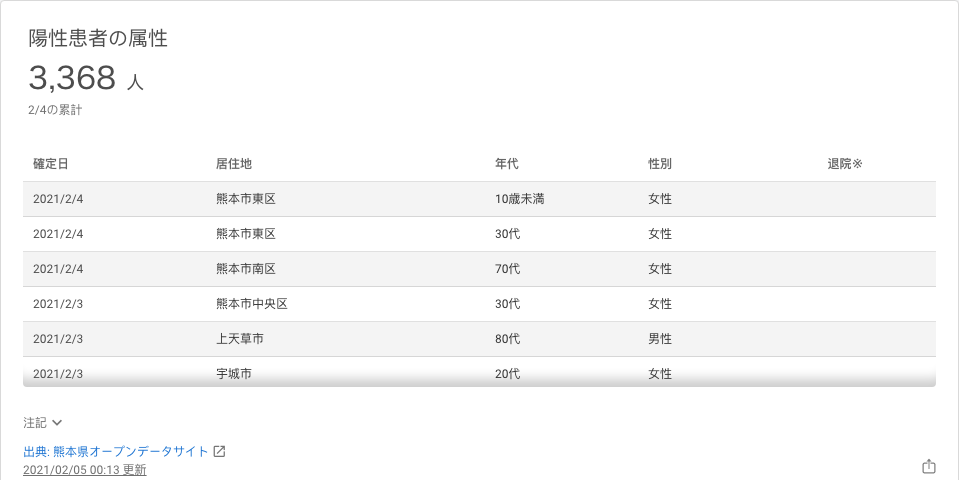 陽性患者の属性
3,368 人
2/4の累計
確定日 居住地 年代 性別 退院※
2021/2/4 熊本市東区 10歳未満 女性
2021/2/4 熊本市東区 30代 女性
2021/2/4 熊本市南区 70代 女性
2021/2/3 熊本市中央区 30代 女性
2021/2/3 上天草市 80代 男性
2021/2/3 宇城市 20代 女性
注記
出典: 熊本県オープンデータサイト
2021/02/05 00:13 更新